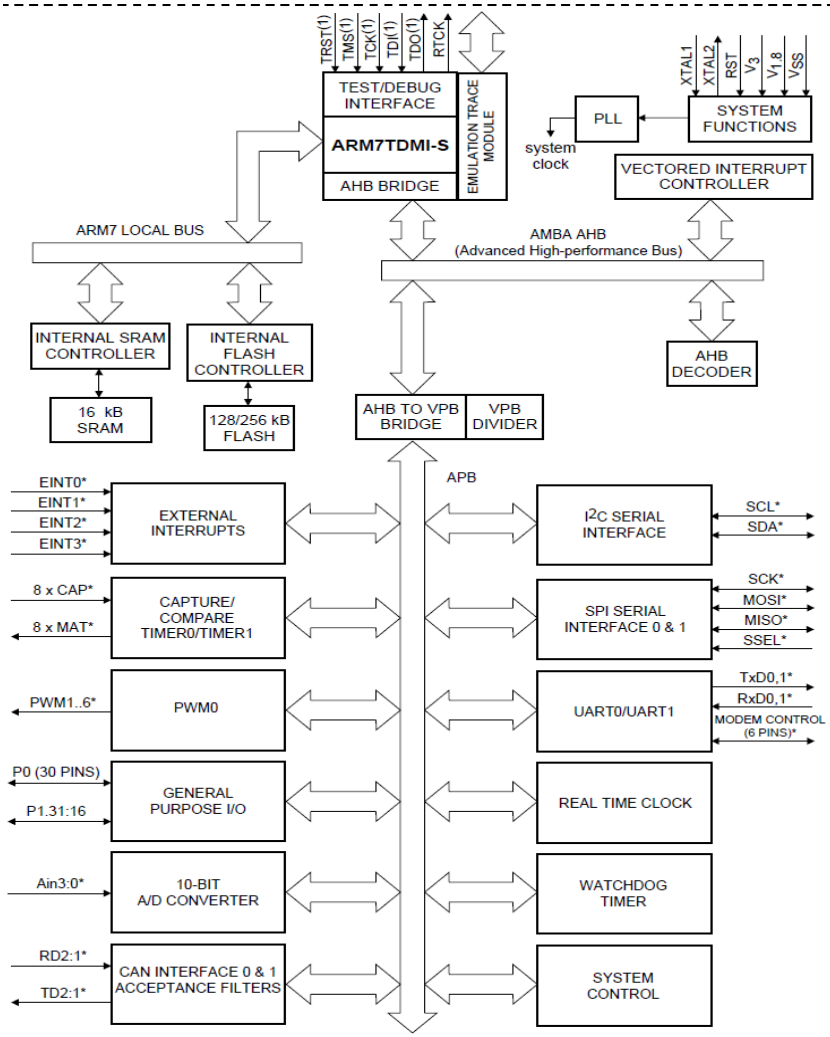 TRST(1)
TMS(1)
TCK(1)
TDI(1)
TDO(1)
RTCK
XTAL1
XTAL2
RST
V3
V1.8
VSS
TEST/DEBUG
INTERFACE
ARM7TDMI-S
AHB BRIDGE
EMULATION TRACE
MODULE
PLL
system
clock
SYSTEM
FUNCTIONS
VECTORED INTERRUPT
CONTROLLER
ARM7 LOCAL BUS
AMBA AHB
(Advanced High-performance Bus)
INTERNAL SRAM
CONTROLLER
INTERNAL
FLASH
CONTROLLER
AHB
DECODER
16 kB
SRAM
128/256 kB
FLASH
AHB TO VPB
BRIDGE
VPB
DIVIDER
APB
EINT0*
EINT1*
EINT2*
EINT3*
EXTERNAL
INTERRUPTS
I2C SERIAL
INTERFACE
SCL*
SDA*
8 x CAP*
8 x MAT*
CAPTURE/
COMPARE
TIMER0/TIMER1
SPI SERIAL
INTERFACE 0 & 1
SCK*
MOSI*
MISO*
SSEL*
PWM1..6*
PWM0
UART0/UART1
TxD0,1*
RxD0,1*
MODEM CONTROL
(6 PINS)*
P0 (30 PINS)
P1.31:16
GENERAL
PURPOSE I/O
REAL TIME CLOCK
Ain3:0*
10-BIT
A/D CONVERTER
WATCHDOG
TIMER
RD2:1*
TD2:1*
CAN INTERFACE 0 & 1
ACCEPTANCE FILTERS
SYSTEM
CONTROL